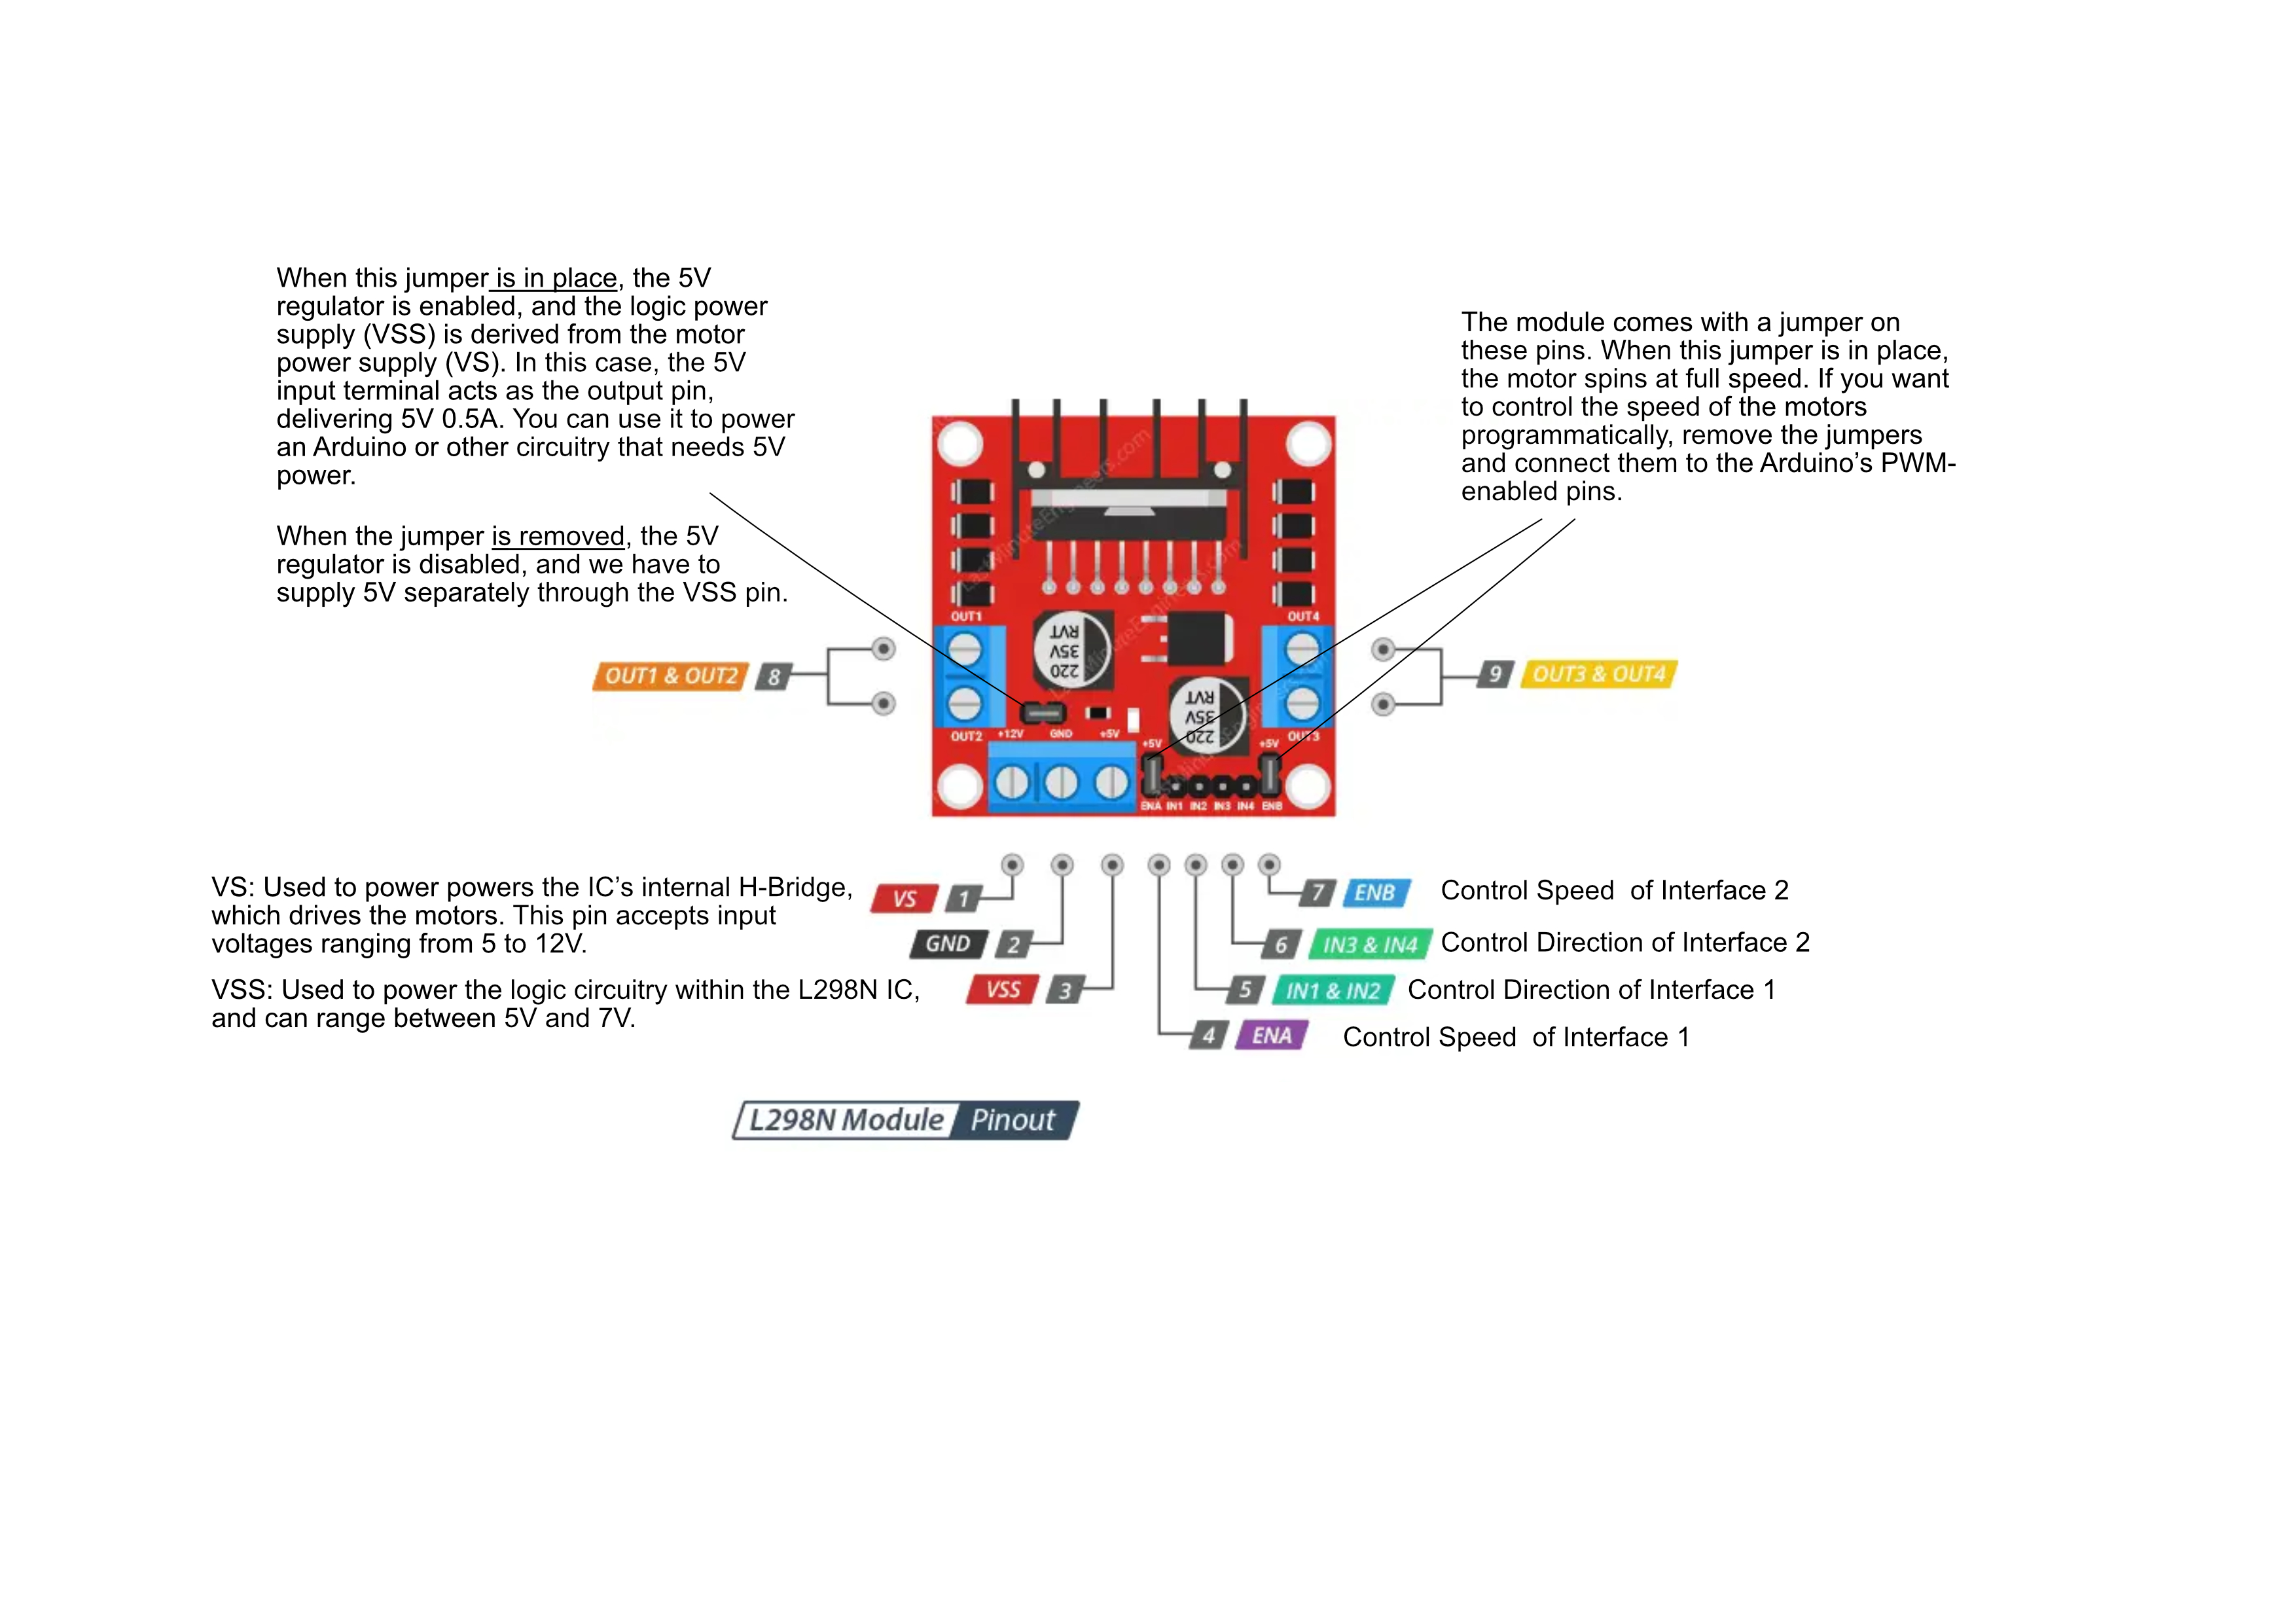 When this jumper is in place, the 5V
regulator is enabled, and the logic power
supply (VSS) is derived from the motor
power supply (VS). In this case, the 5V
input terminal acts as the output pin,
delivering 5V 0.5A. You can use it to power
an Arduino or other circuitry that needs 5V
power.
When the jumper is removed, the 5V
regulator is disabled, and we have to
supply 5V separately through the VSS pin.
The module comes with a jumper on
these pins. When this jumper is in place,
the motor spins at full speed. If you want
to control the speed of the motors
programmatically, remove the jumpers
and connect them to the Arduino’s PWM-
enabled pins.
LastMinuteEngineers.com
LastMinuteEngineers.com
OUT1
OUT4
220
35V
RVT
OUT1 & OUT2 8
9 OUT3 & OUT4
220
35V
RVT
OUT2 +12V GND +5V
+5V
+5V
OUT3
ENA IN1 IN2 IN3 IN4 ENB
VS: Used to power powers the IC’s internal H-Bridge,
which drives the motors. This pin accepts input
voltages ranging from 5 to 12V.
VSS: Used to power the logic circuitry within the L298N IC,
and can range between 5V and 7V.
VS 1
GND 2
VSS 3
7 ENB Control Speed  of Interface 2
6 IN3 & IN4 Control Direction of Interface 2
5 IN1 & IN2 Control Direction of Interface 1
4 ENA Control Speed  of Interface 1
L298N Module Pinout